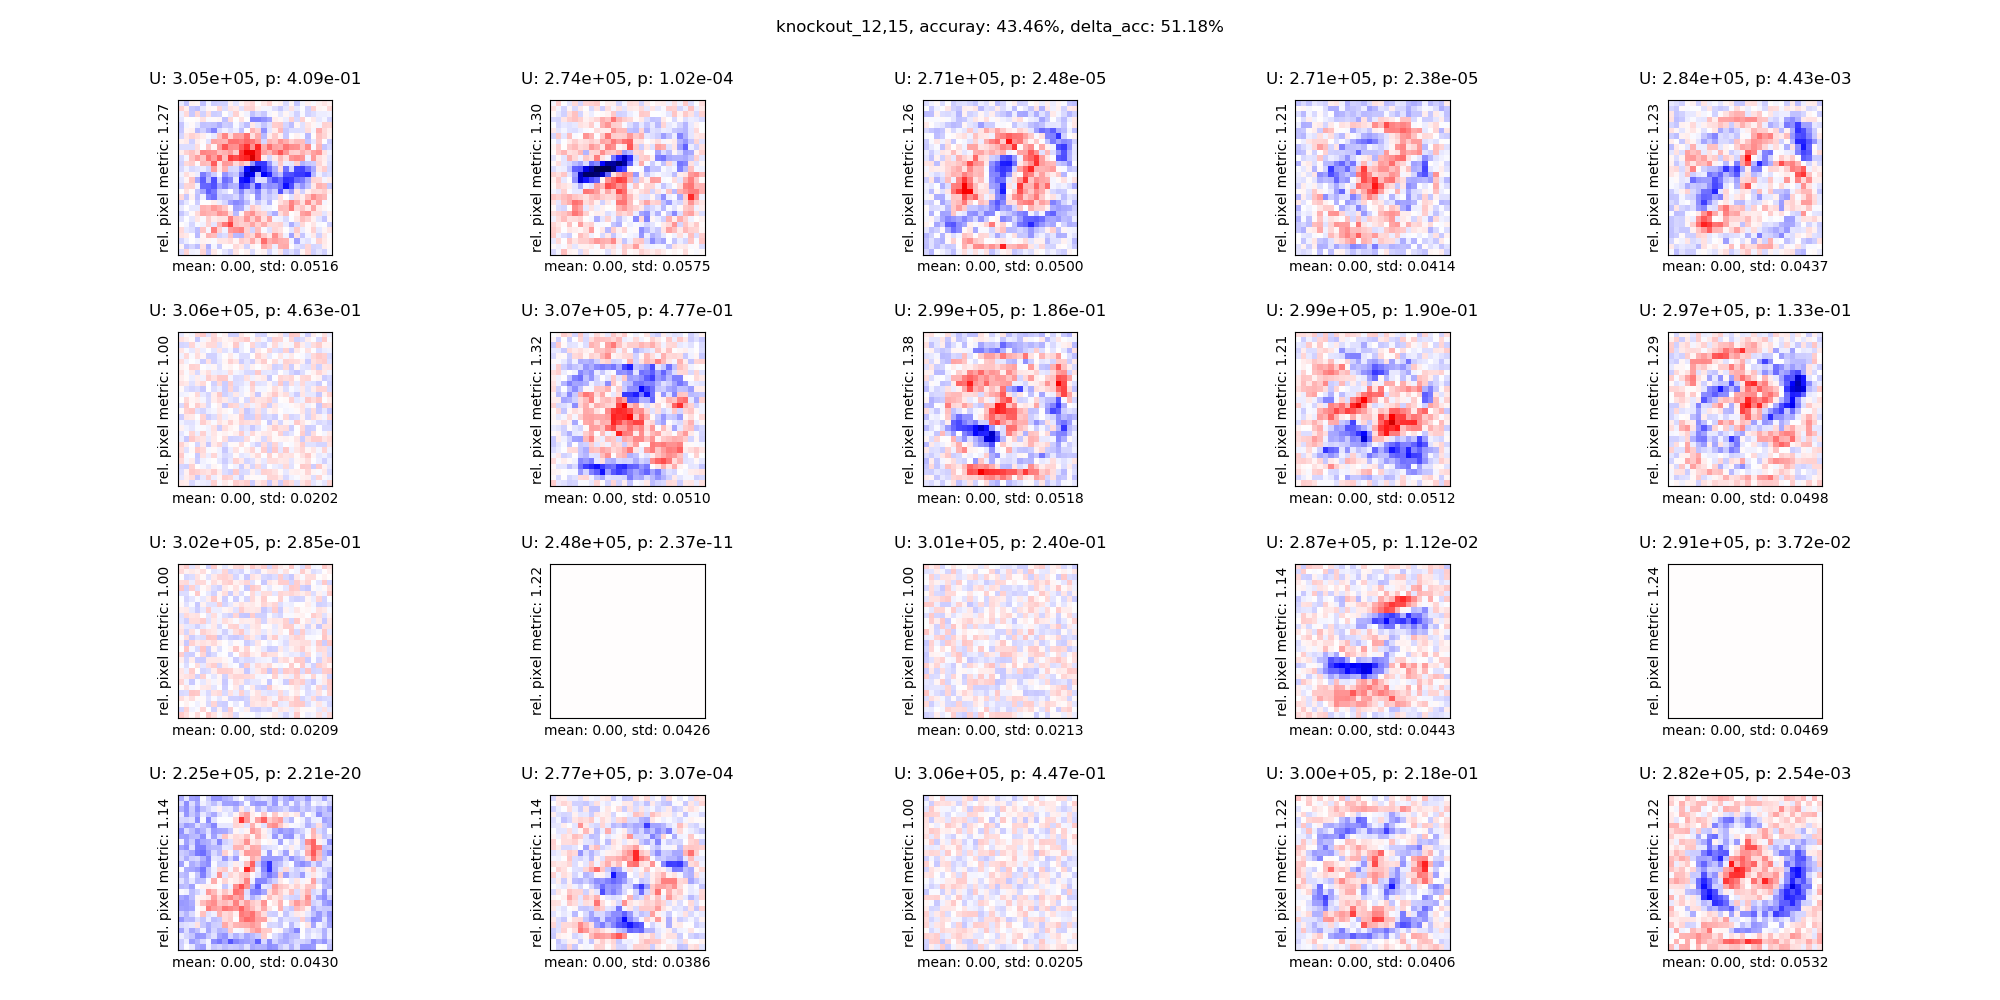 knockout_12,15, accuray: 43.46%, delta_acc: 51.18%
U: 3.05e+05, p: 4.09e-01
rel. pixel metric: 1.27
mean: 0.00, std: 0.0516
U: 2.74e+05, p: 1.02e-04
rel. pixel metric: 1.30
mean: 0.00, std: 0.0575
U: 2.71e+05, p: 2.48e-05
rel. pixel metric: 1.26
mean: 0.00, std: 0.0500
U: 2.71e+05, p: 2.38e-05
rel. pixel metric: 1.21
mean: 0.00, std: 0.0414
U: 2.84e+05, p: 4.43e-03
rel. pixel metric: 1.23
mean: 0.00, std: 0.0437
U: 3.06e+05, p: 4.63e-01
rel. pixel metric: 1.00
mean: 0.00, std: 0.0202
U: 3.07e+05, p: 4.77e-01
rel. pixel metric: 1.32
mean: 0.00, std: 0.0510
U: 2.99e+05, p: 1.86e-01
rel. pixel metric: 1.38
mean: 0.00, std: 0.0518
U: 2.99e+05, p: 1.90e-01
rel. pixel metric: 1.21
mean: 0.00, std: 0.0512
U: 2.97e+05, p: 1.33e-01
rel. pixel metric: 1.29
mean: 0.00, std: 0.0498
U: 3.02e+05, p: 2.85e-01
rel. pixel metric: 1.00
mean: 0.00, std: 0.0209
U: 2.48e+05, p: 2.37e-11
rel. pixel metric: 1.22
mean: 0.00, std: 0.0426
U: 3.01e+05, p: 2.40e-01
rel. pixel metric: 1.00
mean: 0.00, std: 0.0213
U: 2.87e+05, p: 1.12e-02
rel. pixel metric: 1.14
mean: 0.00, std: 0.0443
U: 2.91e+05, p: 3.72e-02
rel. pixel metric: 1.24
mean: 0.00, std: 0.0469
U: 2.25e+05, p: 2.21e-20
rel. pixel metric: 1.14
mean: 0.00, std: 0.0430
U: 2.77e+05, p: 3.07e-04
rel. pixel metric: 1.14
mean: 0.00, std: 0.0386
U: 3.06e+05, p: 4.47e-01
rel. pixel metric: 1.00
mean: 0.00, std: 0.0205
U: 3.00e+05, p: 2.18e-01
rel. pixel metric: 1.22
mean: 0.00, std: 0.0406
U: 2.82e+05, p: 2.54e-03
rel. pixel metric: 1.22
mean: 0.00, std: 0.0532